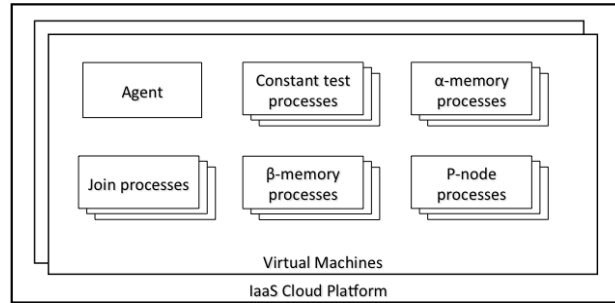 Agent
Constant test
processes
α-memory
processes
Join processes
β-memory
processes
P-node
processes
Virtual Machines
IaaS Cloud Platform